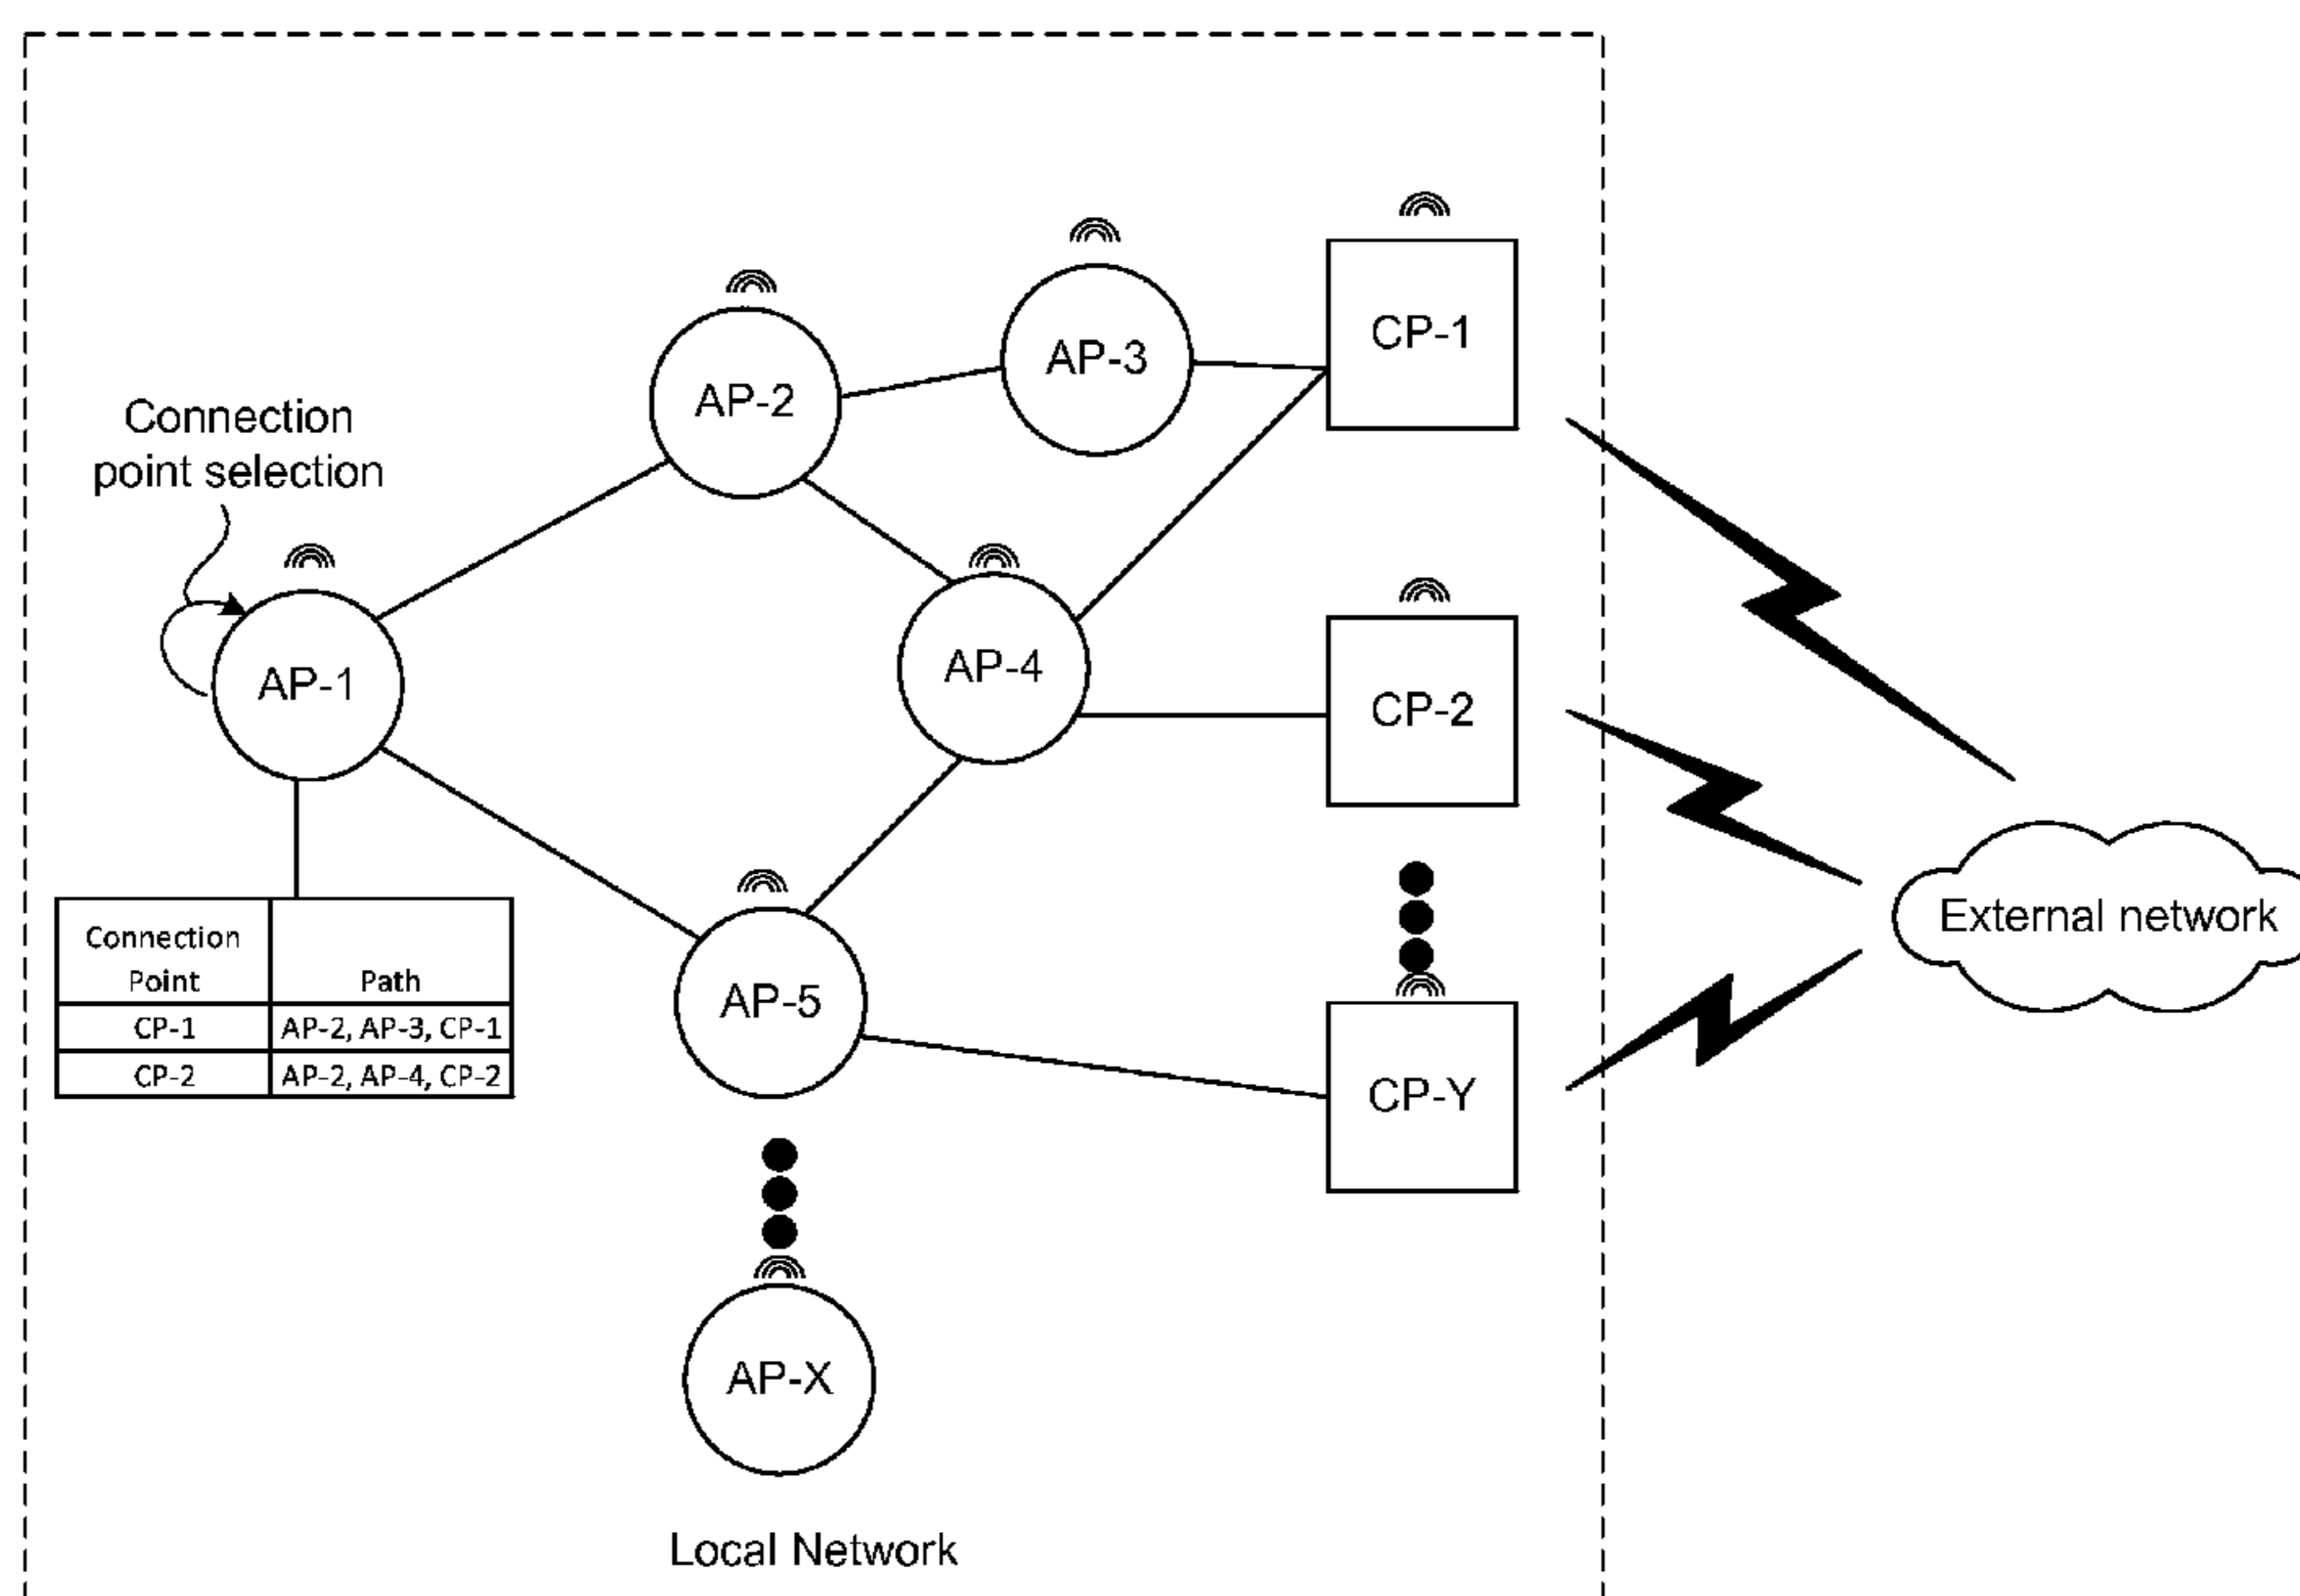 CP-1
AP-3
AP-2
Connection
point selection
AP-4
AP-1
CP-2
External network
Connection
Point
Path
CP-1
AP-2, AP-3, CP-1
CP-2
AP-2, AP-4, CP-2
AP-5
CP-Y
AP-X
Local Network